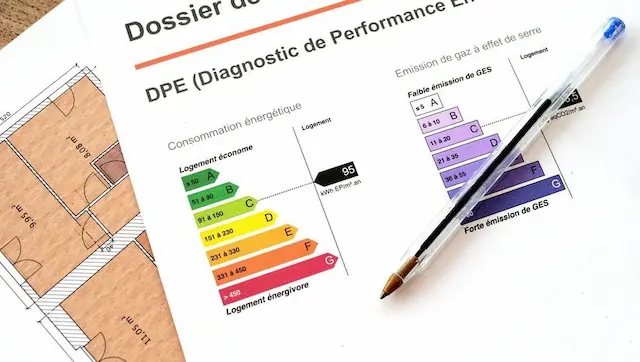 Dossier de
DPE (Diagnostic de Performance En
Consommation énergétique
Logement
Logement économe
≤ 50 A
51 à 90 B
91 à 150 C
151 à 230 D
231 à 330 E
331 à 450 F
> 450 G
Logement énergivore
95
kWh EP/m².an
Emission de gaz à effet de serre
Logement
Faible émission de GES
≤ 5 A
6 à 10 B
11 à 20 C
21 à 35 D
36 à 55
F
G
Forte émission de GES
eqCO2/m².an
8.08 m²
9.95 m²
11.05 m²